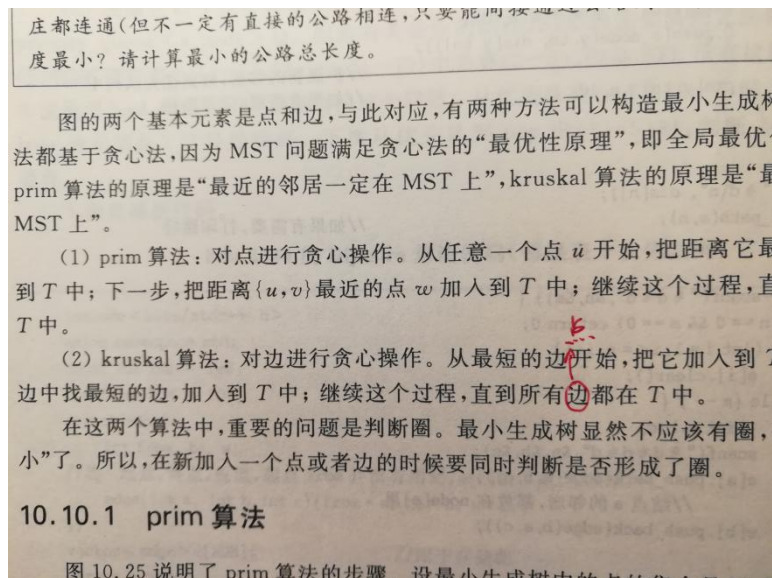 庄都连通(但不一定有直接的公路相连,只要能间接通过公路
度最小？请计算最小的公路总长度。
图的两个基本元素是点和边,与此对应,有两种方法可以构造最小生成树
法都基于贪心法,因为 MST 问题满足贪心法的“最优性原理”,即全局最优
prim 算法的原理是“最近的邻居一定在 MST 上”,kruskal 算法的原理是“最
MST 上”。
(1) prim 算法：对点进行贪心操作。从任意一个点 u 开始,把距离它最
到 T 中；下一步,把距离{u,v}最近的点 w 加入到 T 中；继续这个过程,直
T 中。
点
(2) kruskal 算法：对边进行贪心操作。从最短的边开始,把它加入到 T
边中找最短的边,加入到 T 中；继续这个过程,直到所有边都在 T 中。
在这两个算法中,重要的问题是判断圈。最小生成树显然不应该有圈,
小”了。所以,在新加入一个点或者边的时候要同时判断是否形成了圈。
10.10.1 prim 算法
图 10.25 说明了 prim 算法的步骤